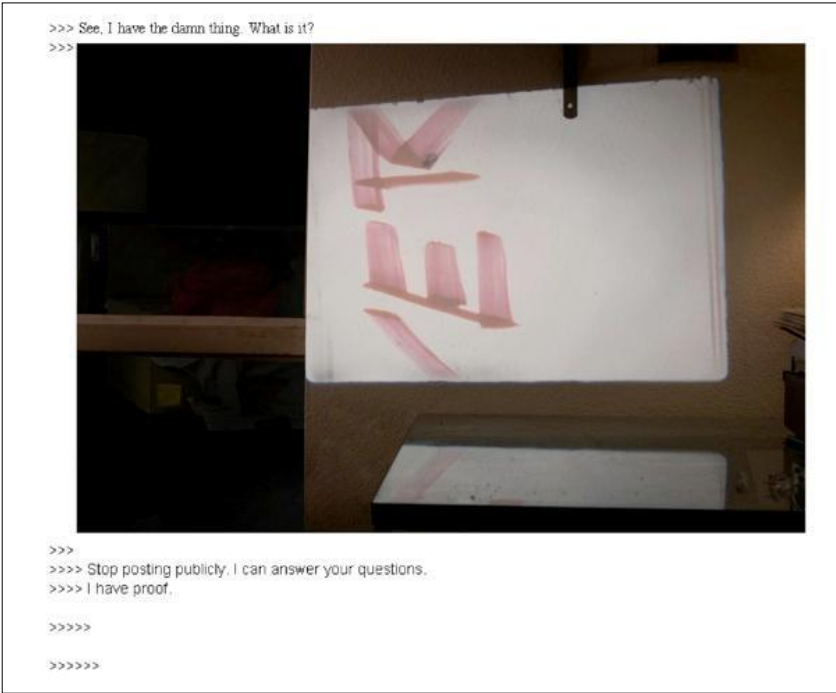 >>> See, I have the damn thing. What is it?
>>>
>>>
>>>> Stop posting publicly. I can answer your questions.
>>>> I have proof.
>>>>>
>>>>>>